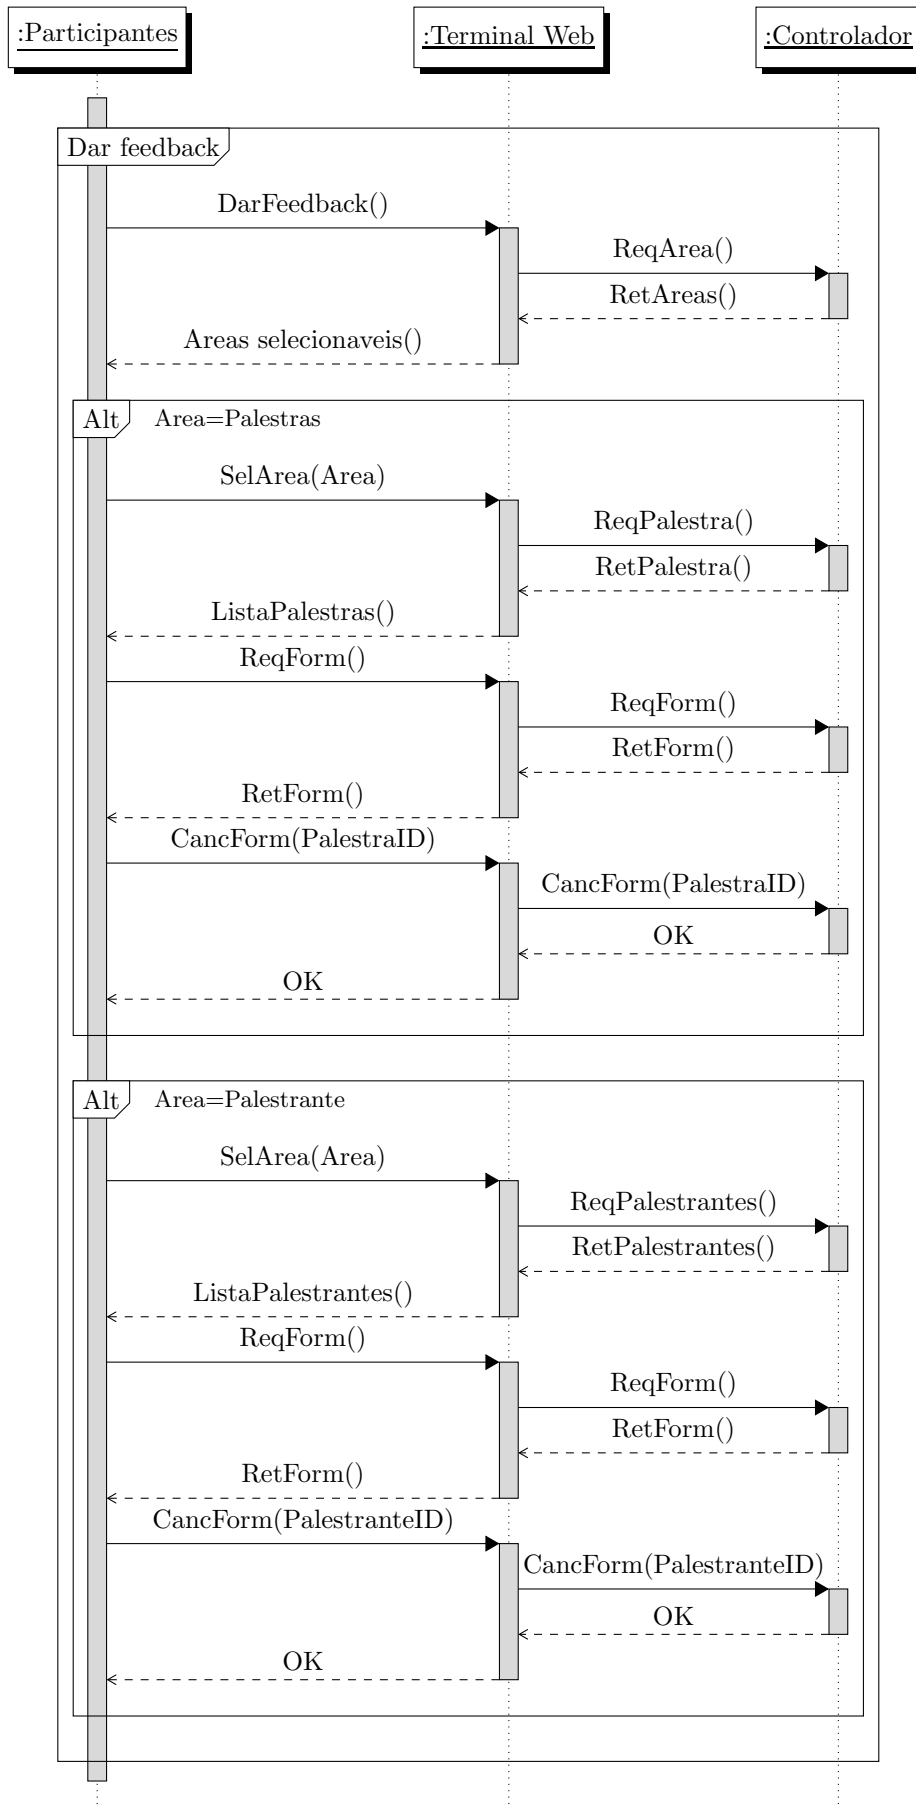 :Participantes
:Terminal Web
:Controlador
Dar feedback
DarFeedback()
ReqArea()
RetAreas()
Areas selecionaveis()
Alt
Area=Palestras
SelArea(Area)
ReqPalestra()
RetPalestra()
ListaPalestras()
ReqForm()
ReqForm()
RetForm()
RetForm()
CancForm(PalestraID)
CancForm(PalestraID)
OK
OK
Alt
Area=Palestrante
SelArea(Area)
ReqPalestrantes()
RetPalestrantes()
ListaPalestrantes()
ReqForm()
ReqForm()
RetForm()
RetForm()
CancForm(PalestranteID)
CancForm(PalestranteID)
OK
OK